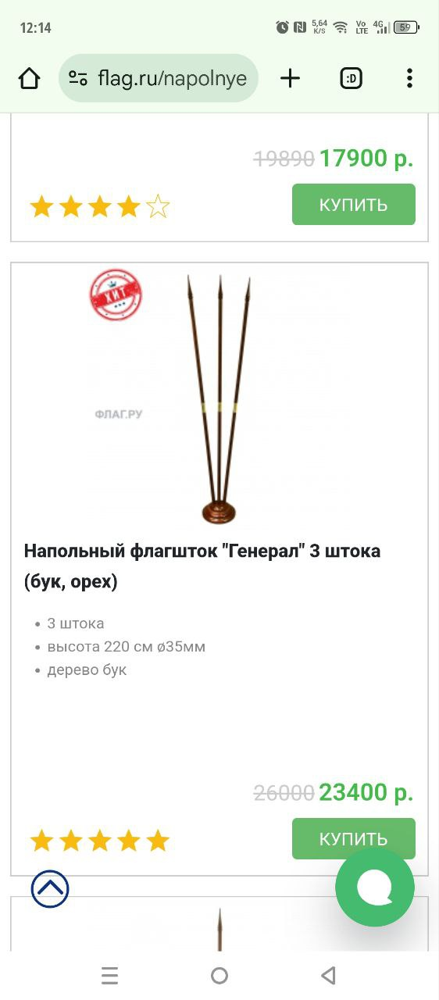 12:14
5,64
K/S
Vo
LTE
4G
59
flag.ru/napolnye
:D
19890 17900 р.
КУПИТЬ
ХИТ
ФЛАГ.РУ
Напольный флагшток "Генерал" 3 штока
(бук, орех)
• 3 штока
• высота 220 см ø35мм
• дерево бук
26000 23400 р.
КУПИТЬ